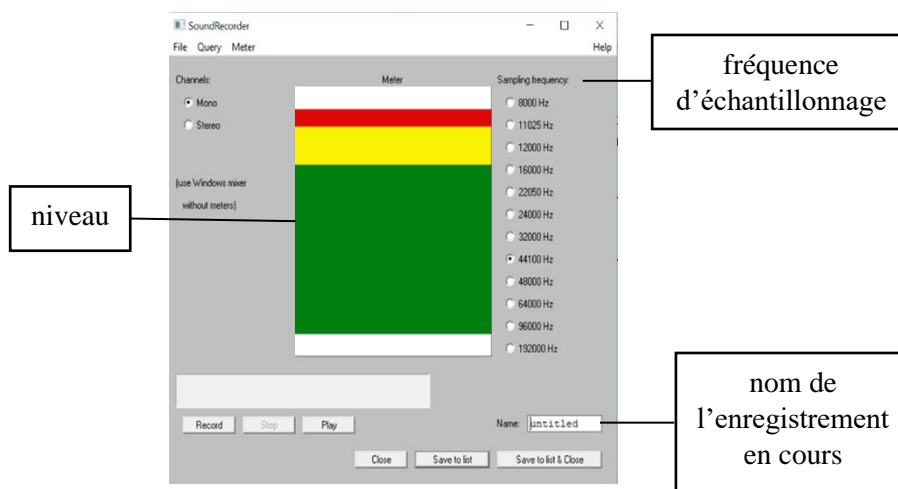 SoundRecorder
File Query Meter Help
Channels:
Mono
Stereo
(use Windows mixer
without meters)
Meter
Sampling frequency:
8000 Hz
11025 Hz
12000 Hz
16000 Hz
22050 Hz
24000 Hz
32000 Hz
44100 Hz
48000 Hz
64000 Hz
96000 Hz
192000 Hz
Record Stop Play
Name: untitled
Close Save to list Save to list & Close
niveau
fréquence
d’échantillonnage
nom de
l’enregistrement
en cours